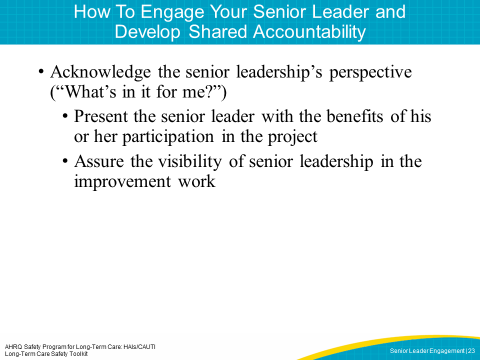 How To Engage Your Senior Leader and
Develop Shared Accountability
• Acknowledge the senior leadership’s perspective
(“What’s in it for me?”)
• Present the senior leader with the benefits of his
or her participation in the project
• Assure the visibility of senior leadership in the
improvement work
AHRQ Safety Program for Long-Term Care: HAIs/CAUTI
Long-Term Care Safety Toolkit
Senior Leader Engagement | 23